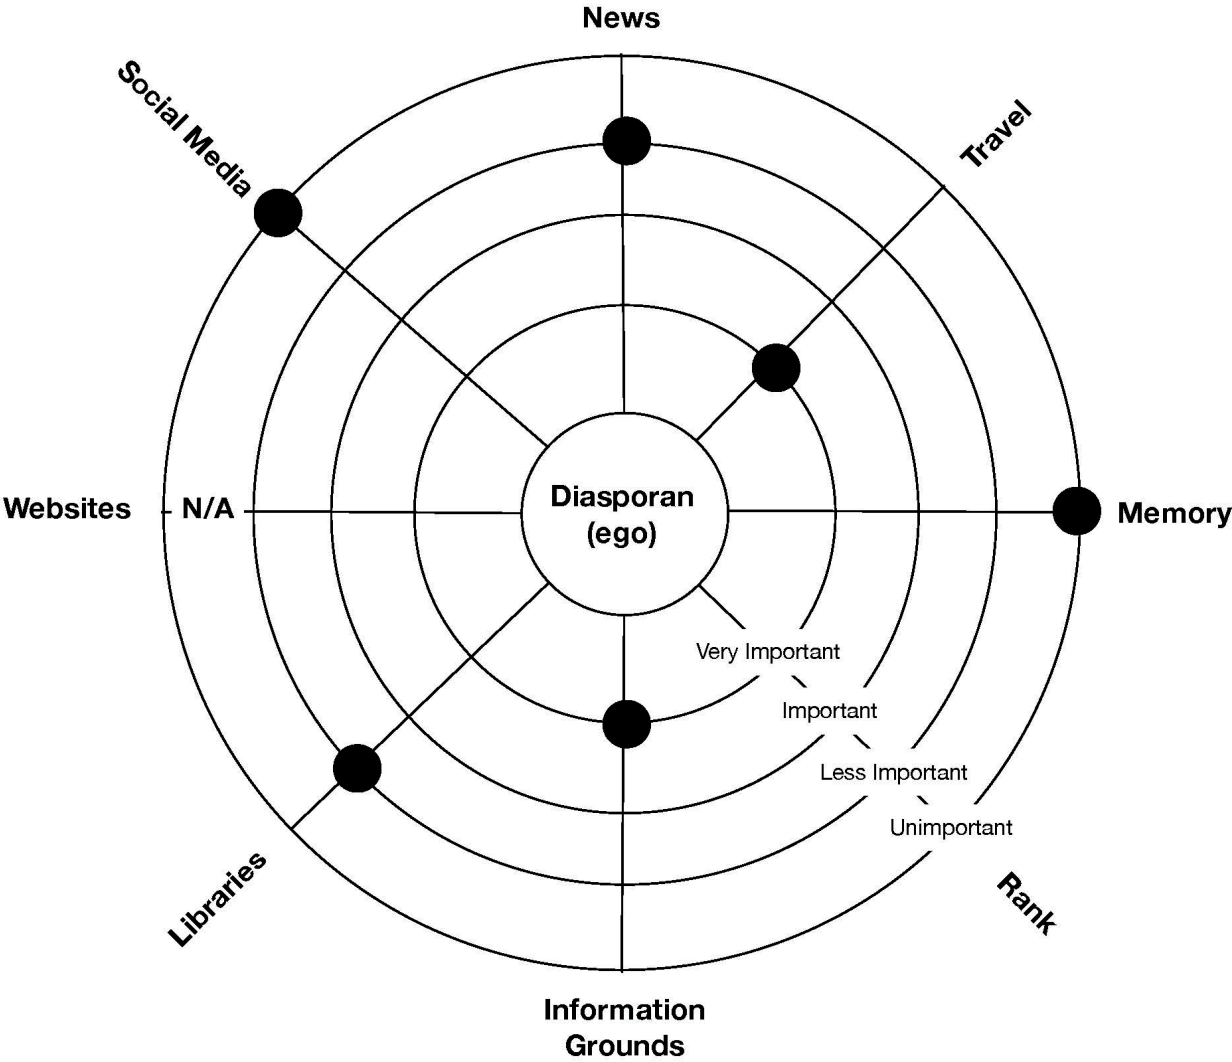 News
Social Media
Travel
Websites
N/A
Diasporan
(ego)
Memory
Very Important
Important
Less Important
Unimportant
Libraries
Rank
Information
Grounds